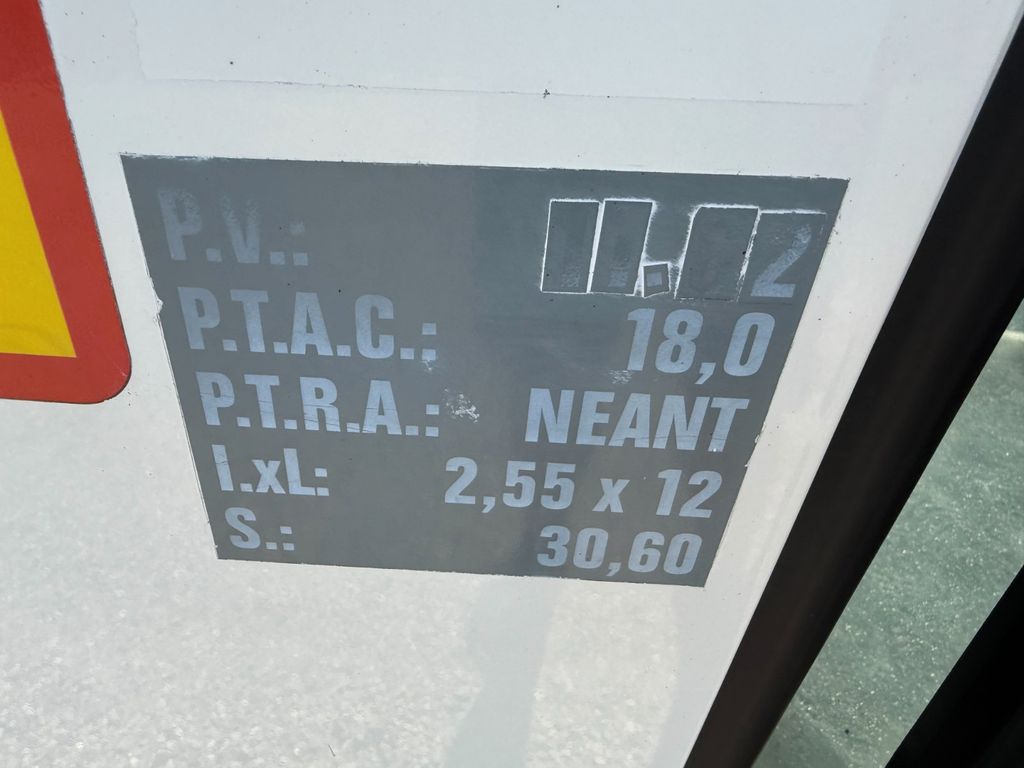 P.V.:
P.T.A.C.: 18,0
P.T.R.A.: NEANT
l.xL: 2,55 x 12
S.: 30,60